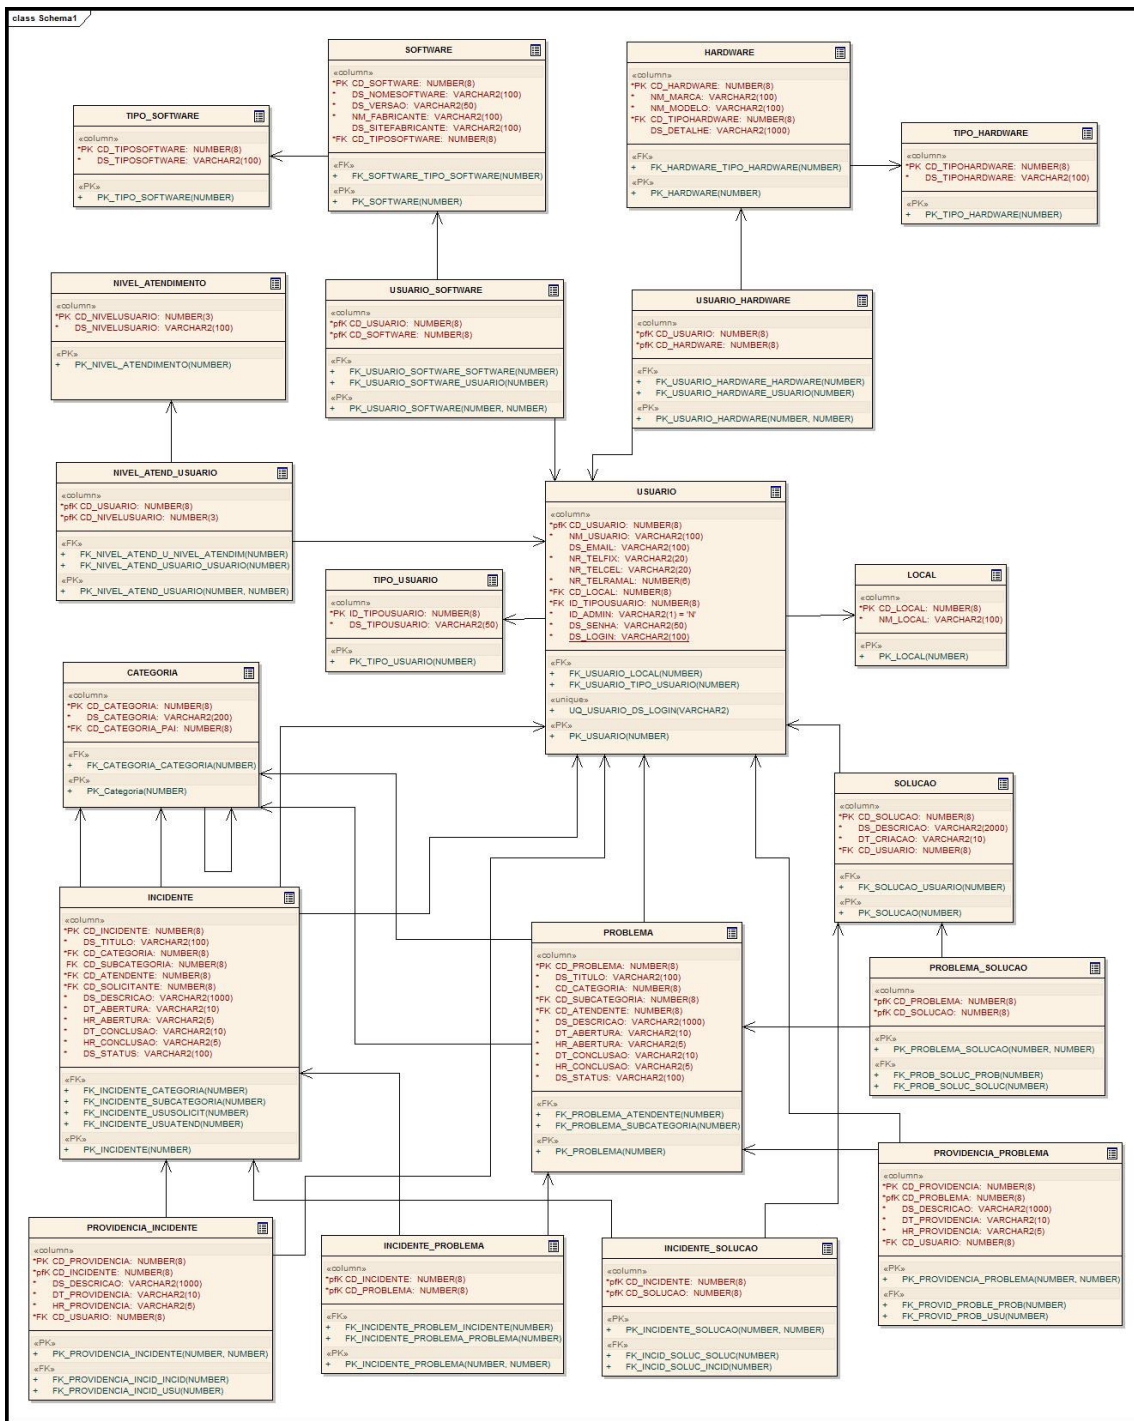 class Schema1
SOFTWARE
«column»
*PK CD_SOFTWARE: NUMBER(8)
* DS_NOMESOFTWARE: VARCHAR2(100)
* DS_VERSAO: VARCHAR2(50)
* NM_FABRICANTE: VARCHAR2(100)
DS_SITEFABRICANTE: VARCHAR2(100)
*FK CD_TIPOSOFTWARE: NUMBER(8)
«FK»
+ FK_SOFTWARE_TIPO_SOFTWARE(NUMBER)
«PK»
+ PK_SOFTWARE(NUMBER)
HARDWARE
«column»
*PK CD_HARDWARE: NUMBER(8)
* NM_MARCA: VARCHAR2(100)
* NM_MODELO: VARCHAR2(100)
*FK CD_TIPOHARDWARE: NUMBER(8)
DS_DETALHE: VARCHAR2(1000)
«FK»
+ FK_HARDWARE_TIPO_HARDWARE(NUMBER)
«PK»
+ PK_HARDWARE(NUMBER)
TIPO_SOFTWARE
«column»
*PK CD_TIPOSOFTWARE: NUMBER(8)
* DS_TIPOSOFTWARE: VARCHAR2(100)
«PK»
+ PK_TIPO_SOFTWARE(NUMBER)
TIPO_HARDWARE
«column»
*PK CD_TIPOHARDWARE: NUMBER(8)
* DS_TIPOHARDWARE: VARCHAR2(100)
«PK»
+ PK_TIPO_HARDWARE(NUMBER)
NIVEL_ATENDIMENTO
«column»
*PK CD_NIVELUSUARIO: NUMBER(3)
* DS_NIVELUSUARIO: VARCHAR2(100)
«PK»
+ PK_NIVEL_ATENDIMENTO(NUMBER)
USUARIO_SOFTWARE
«column»
*pfK CD_USUARIO: NUMBER(8)
*pfK CD_SOFTWARE: NUMBER(8)
«FK»
+ FK_USUARIO_SOFTWARE_SOFTWARE(NUMBER)
+ FK_USUARIO_SOFTWARE_USUARIO(NUMBER)
«PK»
+ PK_USUARIO_SOFTWARE(NUMBER, NUMBER)
USUARIO_HARDWARE
«column»
*pfK CD_USUARIO: NUMBER(8)
*pfK CD_HARDWARE: NUMBER(8)
«FK»
+ FK_USUARIO_HARDWARE_HARDWARE(NUMBER)
+ FK_USUARIO_HARDWARE_USUARIO(NUMBER)
«PK»
+ PK_USUARIO_HARDWARE(NUMBER, NUMBER)
NIVEL_ATEND_USUARIO
«column»
*pfK CD_USUARIO: NUMBER(8)
*pfK CD_NIVELUSUARIO: NUMBER(3)
«FK»
+ FK_NIVEL_ATEND_U_NIVEL_ATENDIM(NUMBER)
+ FK_NIVEL_ATEND_USUARIO_USUARIO(NUMBER)
«PK»
+ PK_NIVEL_ATEND_USUARIO(NUMBER, NUMBER)
USUARIO
«column»
*pfK CD_USUARIO: NUMBER(8)
* NM_USUARIO: VARCHAR2(100)
DS_EMAIL: VARCHAR2(100)
* NR_TELFIX: VARCHAR2(20)
NR_TELCEL: VARCHAR2(20)
* NR_TELRAMAL: NUMBER(6)
*FK CD_LOCAL: NUMBER(8)
*FK ID_TIPOUSUARIO: NUMBER(8)
* ID_ADMIN: VARCHAR2(1) = 'N'
* DS_SENHA: VARCHAR2(50)
* DS_LOGIN: VARCHAR2(100)
«FK»
+ FK_USUARIO_LOCAL(NUMBER)
+ FK_USUARIO_TIPO_USUARIO(NUMBER)
«unique»
+ UQ_USUARIO_DS_LOGIN(VARCHAR2)
«PK»
+ PK_USUARIO(NUMBER)
TIPO_USUARIO
«column»
*PK ID_TIPOUSUARIO: NUMBER(8)
* DS_TIPOUSUARIO: VARCHAR2(50)
«PK»
+ PK_TIPO_USUARIO(NUMBER)
LOCAL
«column»
*PK CD_LOCAL: NUMBER(8)
* NM_LOCAL: VARCHAR2(100)
«PK»
+ PK_LOCAL(NUMBER)
CATEGORIA
«column»
*PK CD_CATEGORIA: NUMBER(8)
* DS_CATEGORIA: VARCHAR2(200)
*FK CD_CATEGORIA_PAI: NUMBER(8)
«FK»
+ FK_CATEGORIA_CATEGORIA(NUMBER)
«PK»
+ PK_Categoria(NUMBER)
SOLUCAO
«column»
*PK CD_SOLUCAO: NUMBER(8)
* DS_DESCRICAO: VARCHAR2(2000)
* DT_CRIACAO: VARCHAR2(10)
*FK CD_USUARIO: NUMBER(8)
«FK»
+ FK_SOLUCAO_USUARIO(NUMBER)
«PK»
+ PK_SOLUCAO(NUMBER)
INCIDENTE
«column»
*PK CD_INCIDENTE: NUMBER(8)
* DS_TITULO: VARCHAR2(100)
*FK CD_CATEGORIA: NUMBER(8)
FK CD_SUBCATEGORIA: NUMBER(8)
*FK CD_ATENDENTE: NUMBER(8)
*FK CD_SOLICITANTE: NUMBER(8)
* DS_DESCRICAO: VARCHAR2(1000)
* DT_ABERTURA: VARCHAR2(10)
* HR_ABERTURA: VARCHAR2(5)
* DT_CONCLUSAO: VARCHAR2(10)
* HR_CONCLUSAO: VARCHAR2(5)
* DS_STATUS: VARCHAR2(100)
«FK»
+ FK_INCIDENTE_CATEGORIA(NUMBER)
+ FK_INCIDENTE_SUBCATEGORIA(NUMBER)
+ FK_INCIDENTE_USUSOLICIT(NUMBER)
+ FK_INCIDENTE_USUATEND(NUMBER)
«PK»
+ PK_INCIDENTE(NUMBER)
PROBLEMA
«column»
*PK CD_PROBLEMA: NUMBER(8)
* DS_TITULO: VARCHAR2(100)
* CD_CATEGORIA: NUMBER(8)
*FK CD_SUBCATEGORIA: NUMBER(8)
*FK CD_ATENDENTE: NUMBER(8)
* DS_DESCRICAO: VARCHAR2(1000)
* DT_ABERTURA: VARCHAR2(10)
* HR_ABERTURA: VARCHAR2(5)
* DT_CONCLUSAO: VARCHAR2(10)
* HR_CONCLUSAO: VARCHAR2(5)
* DS_STATUS: VARCHAR2(100)
«FK»
+ FK_PROBLEMA_ATENDENTE(NUMBER)
+ FK_PROBLEMA_SUBCATEGORIA(NUMBER)
«PK»
+ PK_PROBLEMA(NUMBER)
PROBLEMA_SOLUCAO
«column»
*pfK CD_PROBLEMA: NUMBER(8)
*pfK CD_SOLUCAO: NUMBER(8)
«PK»
+ PK_PROBLEMA_SOLUCAO(NUMBER, NUMBER)
«FK»
+ FK_PROB_SOLUC_PROB(NUMBER)
+ FK_PROB_SOLUC_SOLUC(NUMBER)
PROVIDENCIA_PROBLEMA
«column»
*PK CD_PROVIDENCIA: NUMBER(8)
*pfK CD_PROBLEMA: NUMBER(8)
* DS_DESCRICAO: VARCHAR2(1000)
* DT_PROVIDENCIA: VARCHAR2(10)
* HR_PROVIDENCIA: VARCHAR2(5)
*FK CD_USUARIO: NUMBER(8)
«PK»
+ PK_PROVIDENCIA_PROBLEMA(NUMBER, NUMBER)
«FK»
+ FK_PROVID_PROBLE_PROB(NUMBER)
+ FK_PROVID_PROB_USU(NUMBER)
PROVIDENCIA_INCIDENTE
«column»
*PK CD_PROVIDENCIA: NUMBER(8)
*pfK CD_INCIDENTE: NUMBER(8)
* DS_DESCRICAO: VARCHAR2(1000)
* DT_PROVIDENCIA: VARCHAR2(10)
* HR_PROVIDENCIA: VARCHAR2(5)
*FK CD_USUARIO: NUMBER(8)
«PK»
+ PK_PROVIDENCIA_INCIDENTE(NUMBER, NUMBER)
«FK»
+ FK_PROVIDENCIA_INCID_INCID(NUMBER)
+ FK_PROVIDENCIA_INCID_USU(NUMBER)
INCIDENTE_PROBLEMA
«column»
*pfK CD_INCIDENTE: NUMBER(8)
*pfK CD_PROBLEMA: NUMBER(8)
«FK»
+ FK_INCIDENTE_PROBLEM_INCIDENTE(NUMBER)
+ FK_INCIDENTE_PROBLEMA_PROBLEMA(NUMBER)
«PK»
+ PK_INCIDENTE_PROBLEMA(NUMBER, NUMBER)
INCIDENTE_SOLUCAO
«column»
*pfK CD_INCIDENTE: NUMBER(8)
*pfK CD_SOLUCAO: NUMBER(8)
«PK»
+ PK_INCIDENTE_SOLUCAO(NUMBER, NUMBER)
«FK»
+ FK_INCID_SOLUC_SOLUC(NUMBER)
+ FK_INCID_SOLUC_INCID(NUMBER)